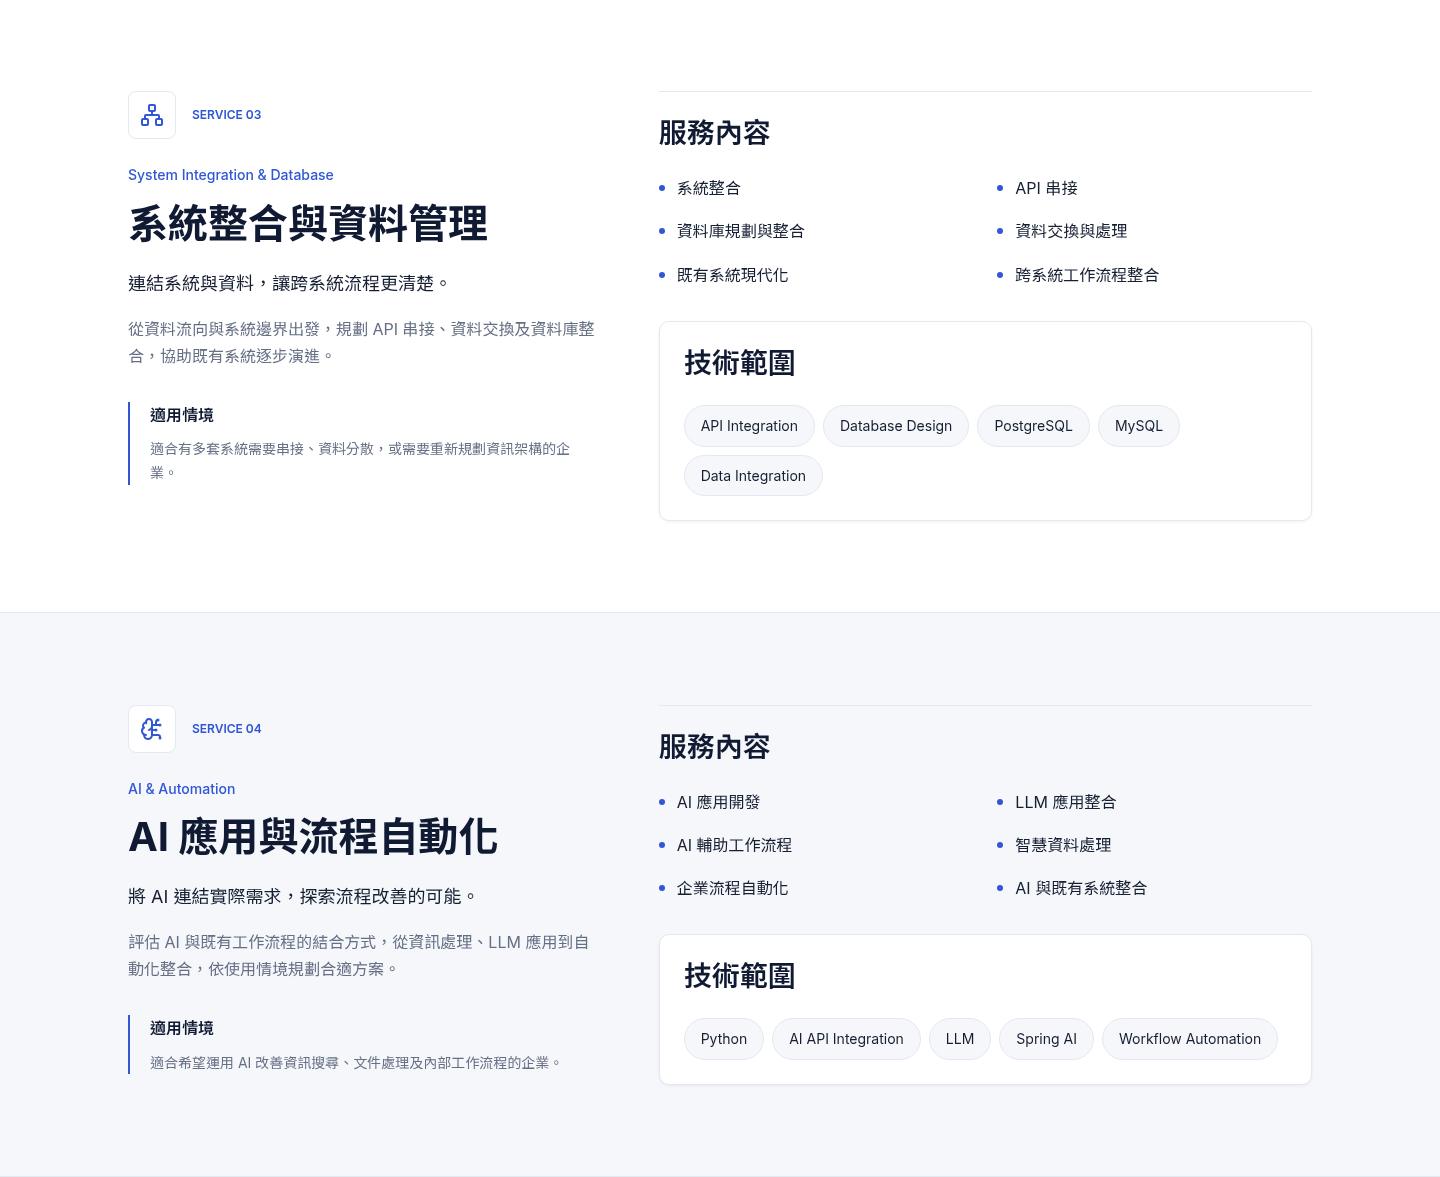 SERVICE 03
System Integration & Database
系統整合與資料管理
連結系統與資料，讓跨系統流程更清楚。
從資料流向與系統邊界出發，規劃 API 串接、資料交換及資料庫整
合，協助既有系統逐步演進。
適用情境
適合有多套系統需要串接、資料分散，或需要重新規劃資訊架構的企
業。
服務內容
系統整合
API 串接
資料庫規劃與整合
資料交換與處理
既有系統現代化
跨系統工作流程整合
技術範圍
API Integration
Database Design
PostgreSQL
MySQL
Data Integration
SERVICE 04
AI & Automation
AI 應用與流程自動化
將 AI 連結實際需求，探索流程改善的可能。
評估 AI 與既有工作流程的結合方式，從資訊處理、LLM 應用到自
動化整合，依使用情境規劃合適方案。
適用情境
適合希望運用 AI 改善資訊搜尋、文件處理及內部工作流程的企業。
服務內容
AI 應用開發
LLM 應用整合
AI 輔助工作流程
智慧資料處理
企業流程自動化
AI 與既有系統整合
技術範圍
Python
AI API Integration
LLM
Spring AI
Workflow Automation